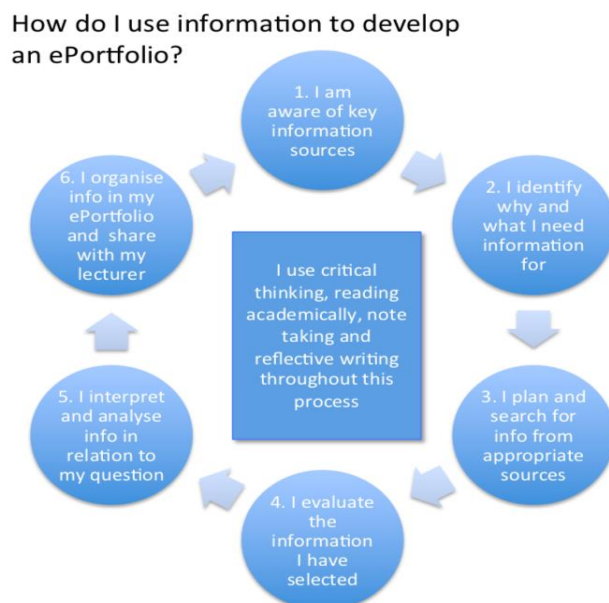 How do I use information to develop
an ePortfolio?
1. I am
aware of key
information
sources
2. I identify
why and
what I need
information
for
3. I plan and
search for
info from
appropriate
sources
4. I evaluate
the
information
I have
selected
5. I interpret
and analyse
info in
relation to
my question
6. I organise
info in my
ePortfolio
and share
with my
lecturer
I use critical
thinking, reading
academically, note
taking and
reflective writing
throughout this
process